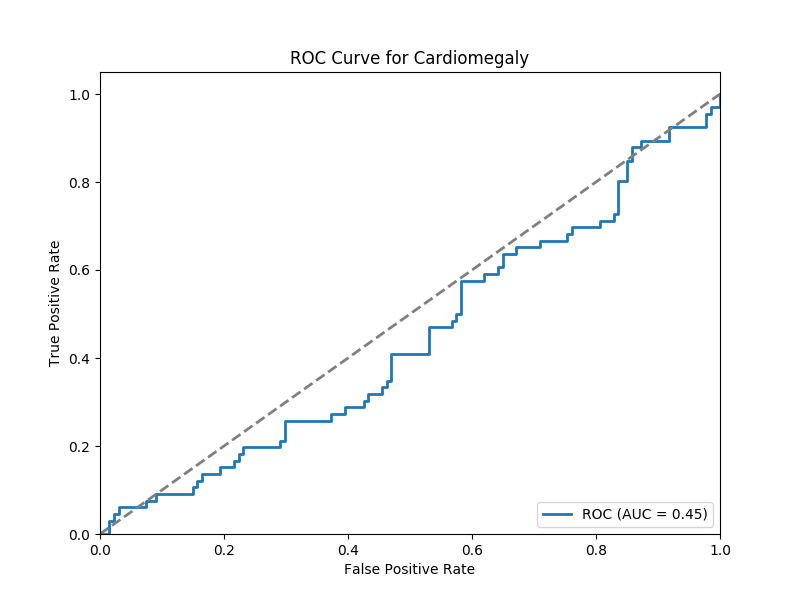 ROC Curve for Cardiomegaly
True Positive Rate
1.0
0.8
0.6
0.4
0.2
0.0
ROC (AUC = 0.45)
0.0 0.2 0.4 0.6 0.8 1.0
False Positive Rate